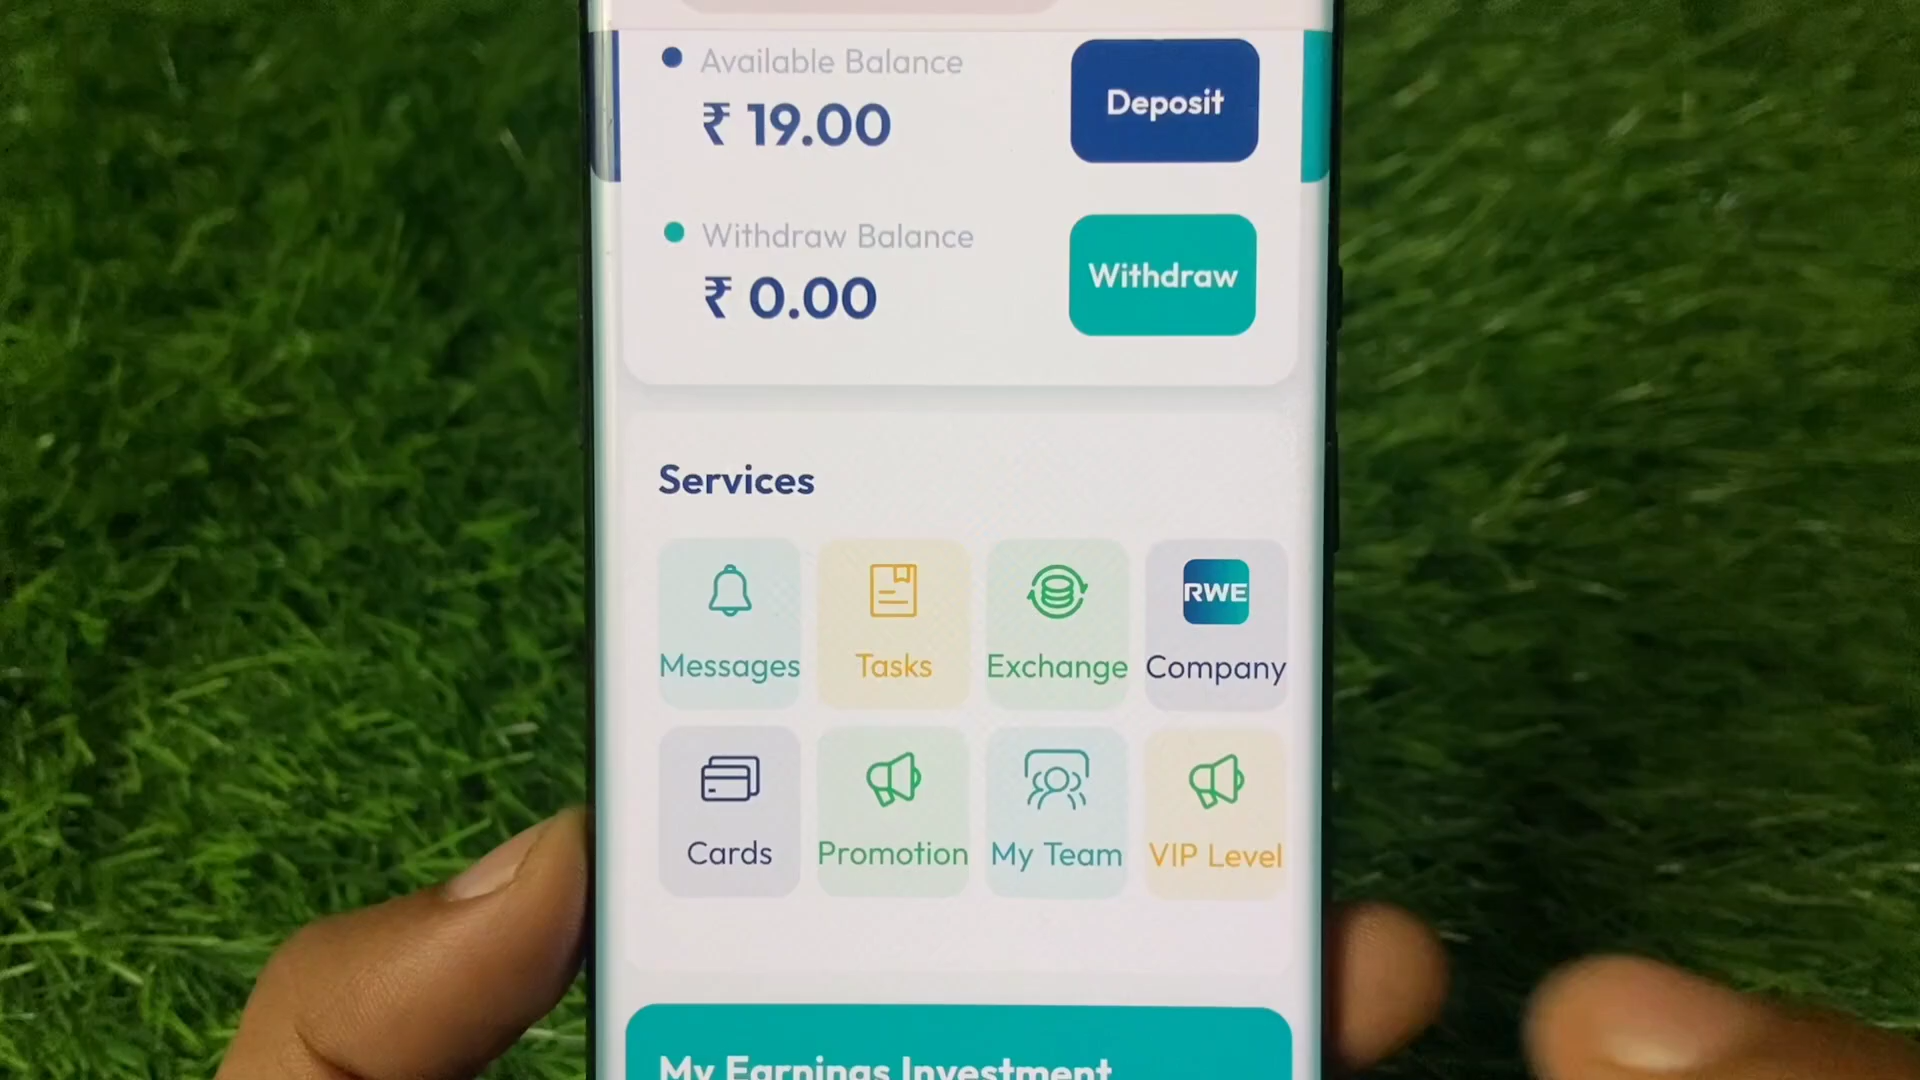 Available Balance
₹ 19.00
Deposit
Withdraw Balance
₹ 0.00
Withdraw
Services
RWE
Messages
Tasks
Exchange
Company
Cards
Promotion
My Team
VIP Level
My Earnings Investment